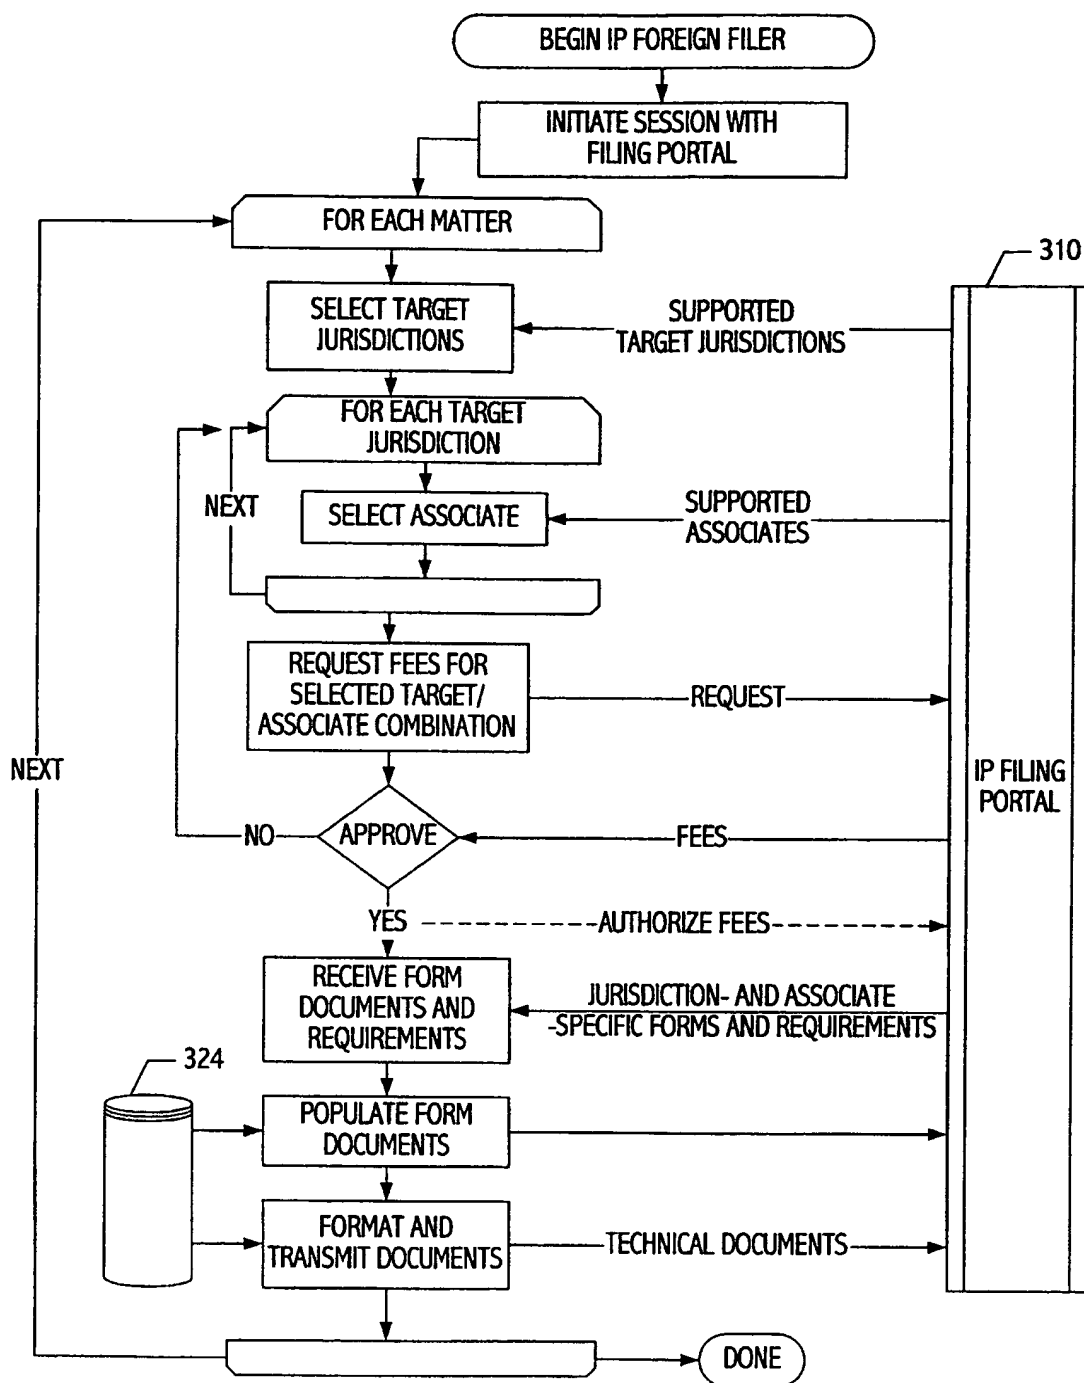 BEGIN IP FOREIGN FILER
INITIATE SESSION WITH
FILING PORTAL
FOR EACH MATTER
310
SELECT TARGET
JURISDICTIONS
SUPPORTED
TARGET JURISDICTIONS
FOR EACH TARGET
JURISDICTION
NEXT
SELECT ASSOCIATE
SUPPORTED
ASSOCIATES
REQUEST FEES FOR
SELECTED TARGET/
ASSOCIATE COMBINATION
REQUEST
NEXT
IP FILING
PORTAL
NO
APPROVE
FEES
YES
AUTHORIZE FEES
RECEIVE FORM
DOCUMENTS AND
REQUIREMENTS
JURISDICTION- AND ASSOCIATE
-SPECIFIC FORMS AND REQUIREMENTS
324
POPULATE FORM
DOCUMENTS
FORMAT AND
TRANSMIT DOCUMENTS
TECHNICAL DOCUMENTS
DONE